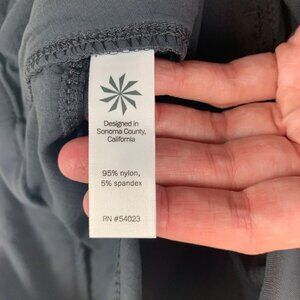 Designed in
Sonoma County,
California
95% nylon,
5% spandex
RN #54023